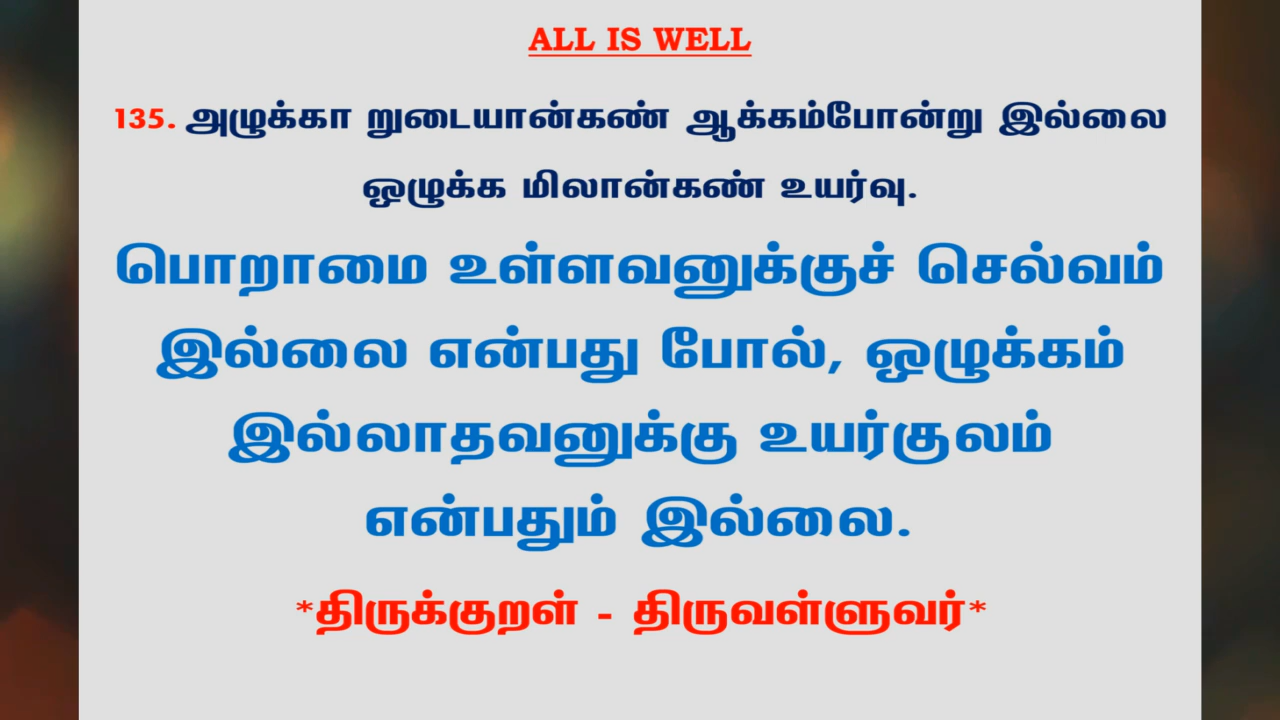 ALL IS WELL
135. அழுக்கா றுடையான்கண் ஆக்கம்போன்று இல்லை
ஒழுக்க மிலான்கண் உயர்வு.
பொறாமை உள்ளவனுக்குச் செல்வம்
இல்லை என்பது போல், ஒழுக்கம்
இல்லாதவனுக்கு உயர்குலம்
என்பதும் இல்லை.
*திருக்குறள் - திருவள்ளுவர்*